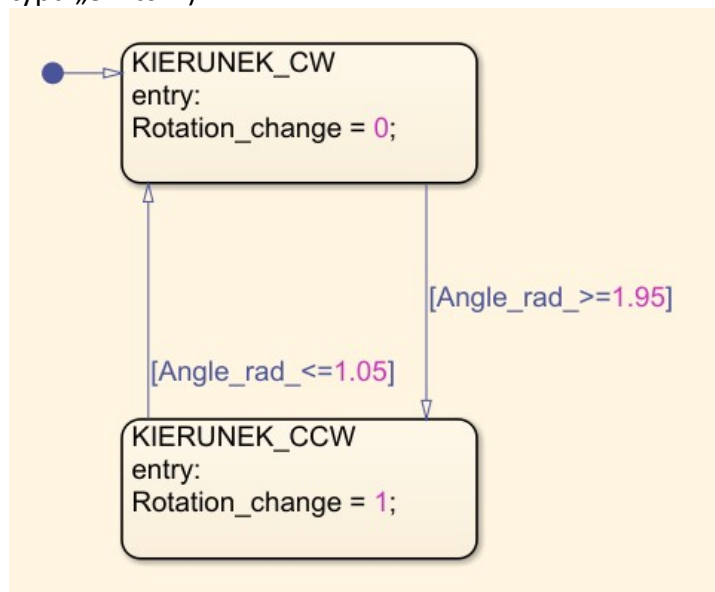 KIERUNEK_CW
entry:
Rotation_change = 0;
[Angle_rad_>=1.95]
[Angle_rad_<=1.05]
KIERUNEK_CCW
entry:
Rotation_change = 1;